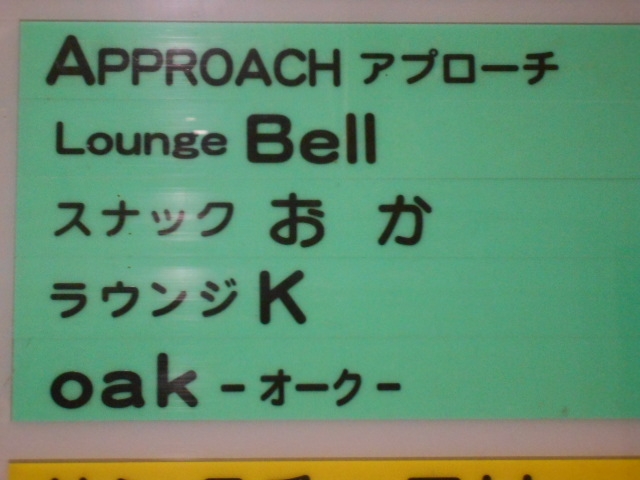 APPROACH アプローチ
Lounge Bell
スナック おか
ラウンジ K
oak -オーク-